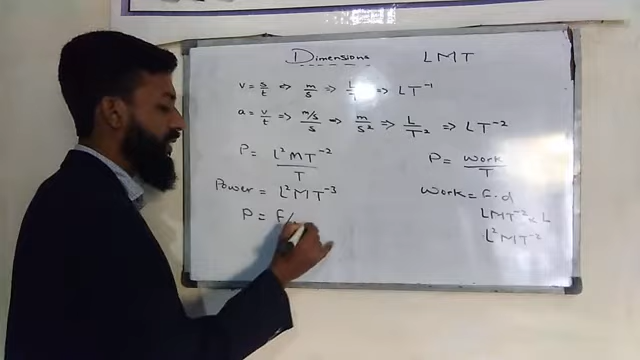 Dimensions LMT
v = s/t => m/s => L/T => LT⁻¹
a = v/t => m/s/s => m/s² => L/T² => LT⁻²
P = L²MT⁻²/T
P = work/T
Power = L²MT⁻³
work = F.d
LMT⁻² x L
P = F/
L²MT⁻²